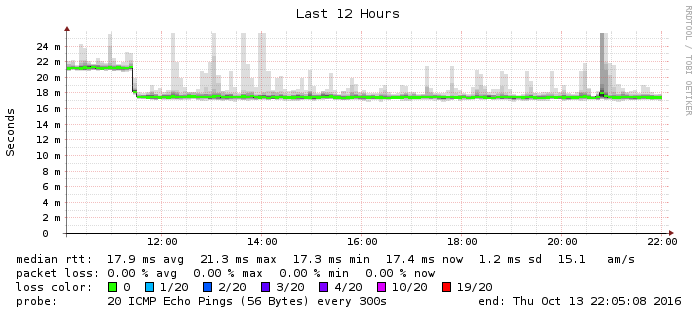 Last 12 Hours
RRDTOOL / TOBI OETIKER
Seconds
24 m
22 m
20 m
18 m
16 m
14 m
12 m
10 m
8 m
6 m
4 m
2 m
0
12:00 14:00 16:00 18:00 20:00 22:00
median rtt: 17.9 ms avg 21.3 ms max 17.3 ms min 17.4 ms now 1.2 ms sd 15.1 am/s
packet loss: 0.00 % avg 0.00 % max 0.00 % min 0.00 % now
loss color: 0 1/20 2/20 3/20 4/20 10/20 19/20
probe: 20 ICMP Echo Pings (56 Bytes) every 300s end: Thu Oct 13 22:05:08 2016